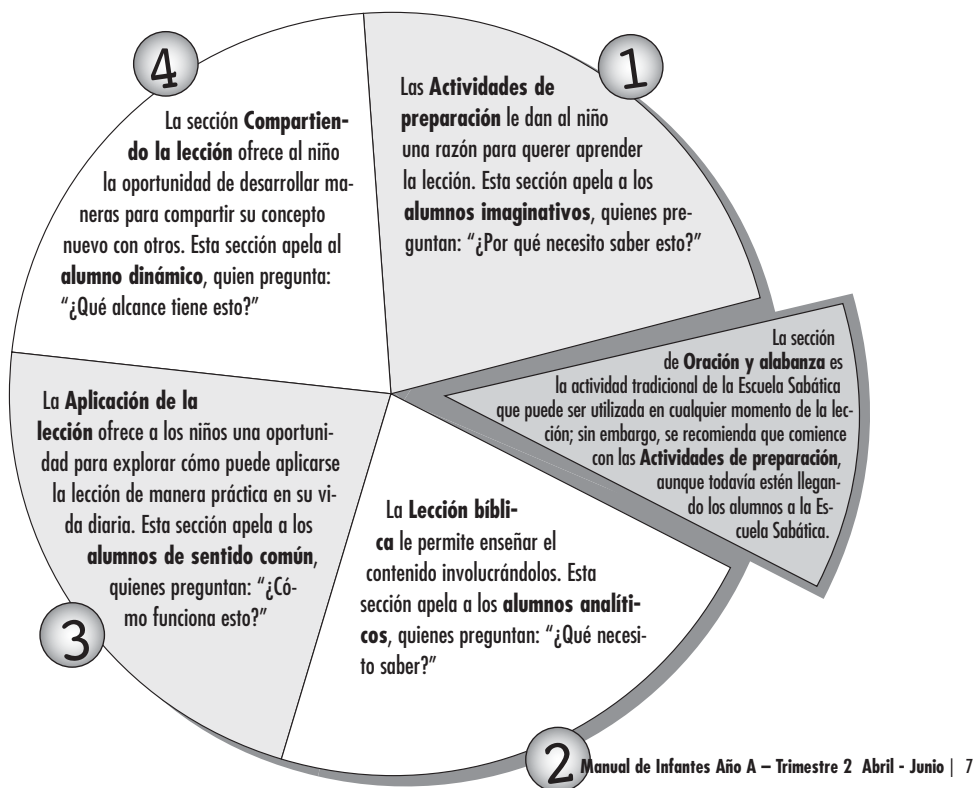 1
Las Actividades de
preparación le dan al niño
una razón para querer aprender
la lección. Esta sección apela a los
alumnos imaginativos, quienes pre-
guntan: “¿Por qué necesito saber esto?”
La sección
de Oración y alabanza es
la actividad tradicional de la Escuela Sabática
que puede ser utilizada en cualquier momento de la lec-
ción; sin embargo, se recomienda que comience
con las Actividades de preparación,
aunque todavía estén llegan-
do los alumnos a la Es-
cuela Sabática.
2
La Lección bíbli-
ca le permite enseñar el
contenido involucrándolos. Esta
sección apela a los alumnos analíti-
cos, quienes preguntan: “¿Qué necesi-
to saber?”
3
La Aplicación de la
lección ofrece a los niños una oportuni-
dad para explorar cómo puede aplicarse
la lección de manera práctica en su vi-
da diaria. Esta sección apela a los
alumnos de sentido común,
quienes preguntan: “¿Có-
mo funciona esto?”
4
La sección Compartien-
do la lección ofrece al niño
la oportunidad de desarrollar ma-
neras para compartir su concepto
nuevo con otros. Esta sección apela al
alumno dinámico, quien pregunta:
“¿Qué alcance tiene esto?”
Manual de Infantes Año A – Trimestre 2 Abril - Junio | 7